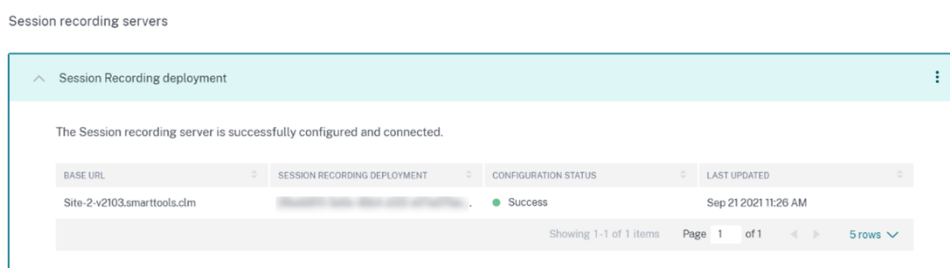 Session recording servers
Session Recording deployment
The Session recording server is successfully configured and connected.
BASE URL SESSION RECORDING DEPLOYMENT CONFIGURATION STATUS LAST UPDATED
Site-2-v2103.smarttools.clm . Success Sep 21 2021 11:26 AM
Showing 1-1 of 1 items Page 1 of 1 5 rows